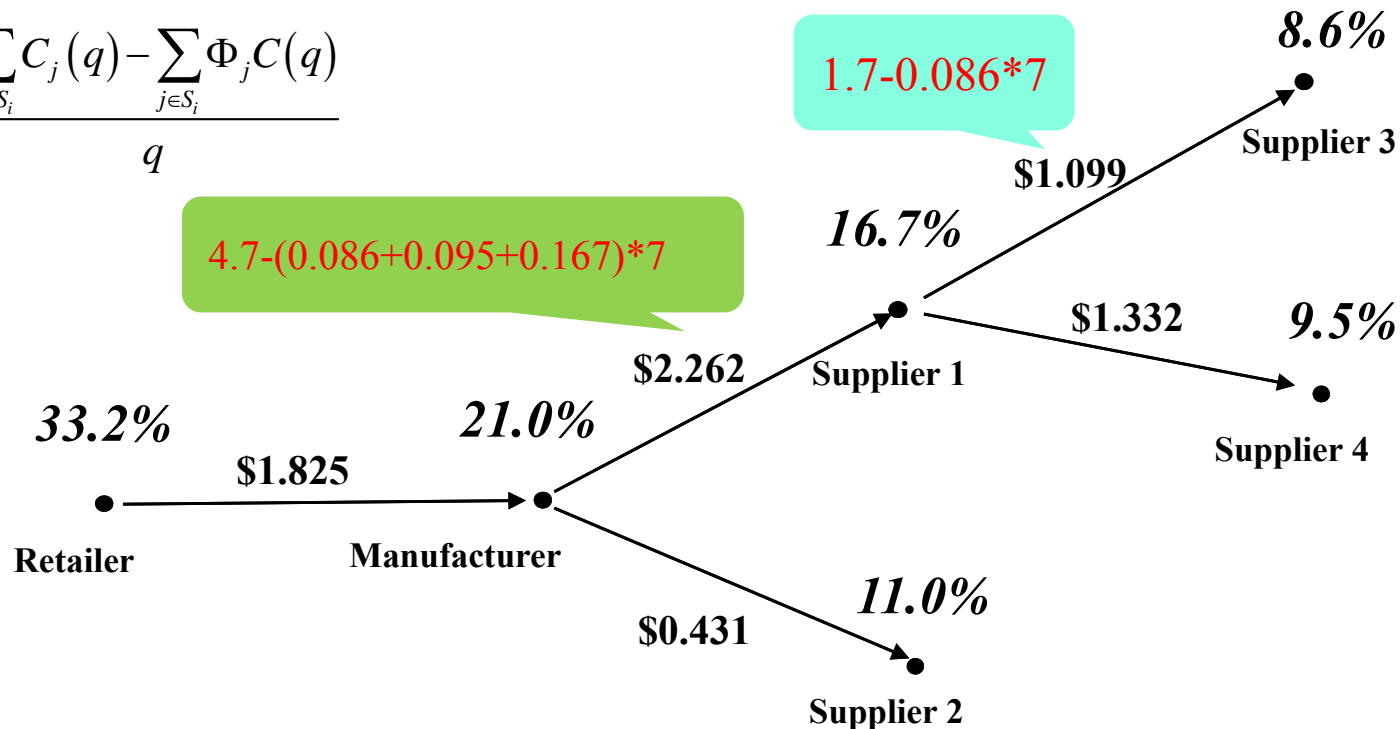 ∑C_j(q)−∑Φ_jC(q)
S_i j∈S_i
q
1.7-0.086*7
8.6%
Supplier 3
$1.099
4.7-(0.086+0.095+0.167)*7
16.7%
$1.332
9.5%
$2.262
Supplier 1
33.2%
21.0%
Supplier 4
$1.825
Retailer
Manufacturer
11.0%
$0.431
Supplier 2